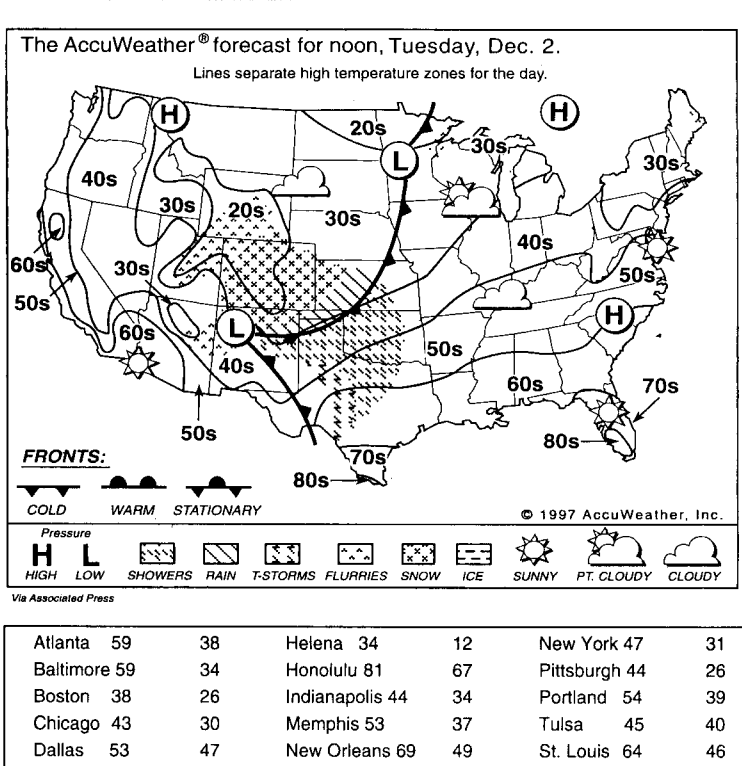 The AccuWeather® forecast for noon, Tuesday, Dec. 2.
Lines separate high temperature zones for the day.
H
H
20s
L
30s
30s
40s
30s
20s
30s
40s
60s
30s
50s
50s
60s
L
H
40s
50s
60s
70s
50s
80s
70s
80s
FRONTS:
COLD WARM STATIONARY
© 1997 AccuWeather, Inc.
Pressure
H L
HIGH LOW SHOWERS RAIN T-STORMS FLURRIES SNOW ICE SUNNY PT. CLOUDY CLOUDY
Via Associated Press
Atlanta 59 38 Helena 34 12 New York 47 31
Baltimore 59 34 Honolulu 81 67 Pittsburgh 44 26
Boston 38 26 Indianapolis 44 34 Portland 54 39
Chicago 43 30 Memphis 53 37 Tulsa 45 40
Dallas 53 47 New Orleans 69 49 St. Louis 64 46